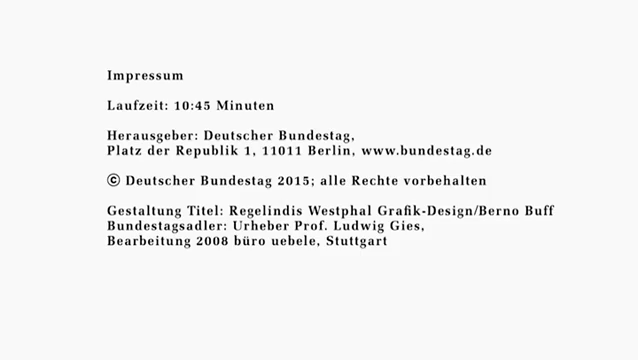 Impressum
Laufzeit: 10:45 Minuten
Herausgeber: Deutscher Bundestag,
Platz der Republik 1, 11011 Berlin, www.bundestag.de
© Deutscher Bundestag 2015; alle Rechte vorbehalten
Gestaltung Titel: Regelindis Westphal Grafik-Design/Berno Buff
Bundestagsadler: Urheber Prof. Ludwig Gies,
Bearbeitung 2008 büro uebele, Stuttgart